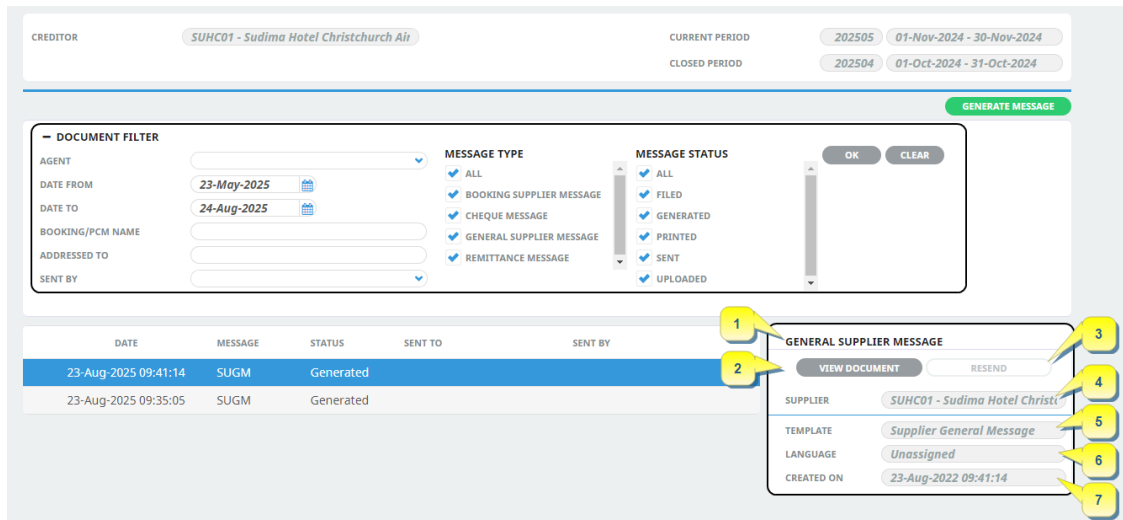 CREDITOR SUHC01 - Sudima Hotel Christchurch Air CURRENT PERIOD 202505 01-Nov-2024 - 30-Nov-2024
CLOSED PERIOD 202504 01-Oct-2024 - 31-Oct-2024
GENERATE MESSAGE
DOCUMENT FILTER
AGENT
DATE FROM 23-May-2025
DATE TO 24-Aug-2025
BOOKING/PCM NAME
ADDRESSED TO
SENT BY
MESSAGE TYPE
ALL
BOOKING SUPPLIER MESSAGE
CHEQUE MESSAGE
GENERAL SUPPLIER MESSAGE
REMITTANCE MESSAGE
MESSAGE STATUS
ALL
FILED
GENERATED
PRINTED
SENT
UPLOADED
OK CLEAR
DATE MESSAGE STATUS SENT TO SENT BY
23-Aug-2025 09:41:14 SUGM Generated
23-Aug-2025 09:35:05 SUGM Generated
1
GENERAL SUPPLIER MESSAGE
2
VIEW DOCUMENT RESEND
3
SUPPLIER SUHC01 - Sudima Hotel Christc
4
TEMPLATE Supplier General Message
5
LANGUAGE Unassigned
6
CREATED ON 23-Aug-2022 09:41:14
7